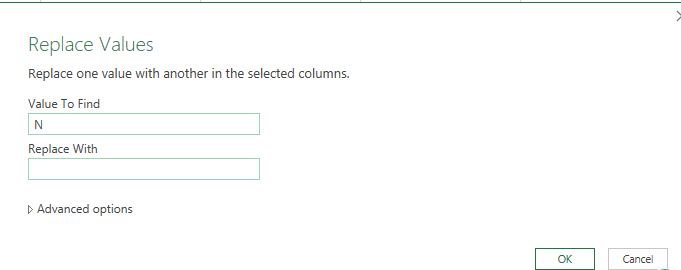 Replace Values
Replace one value with another in the selected columns.
Value To Find
N
Replace With
Advanced options
OK
Cancel